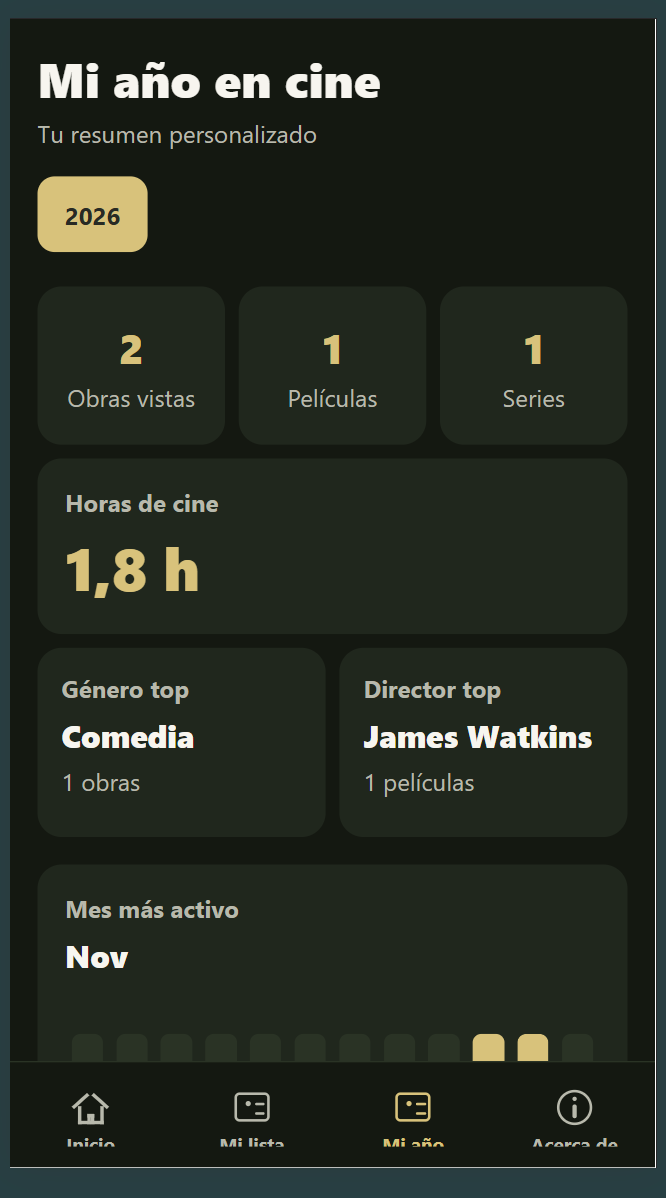 Mi año en cine
Tu resumen personalizado
2026
2
Obras vistas
1
Películas
1
Series
Horas de cine
1,8 h
Género top
Comedia
1 obras
Director top
James Watkins
1 películas
Mes más activo
Nov
Inicio
Mi lista
Mi año
Acerca de